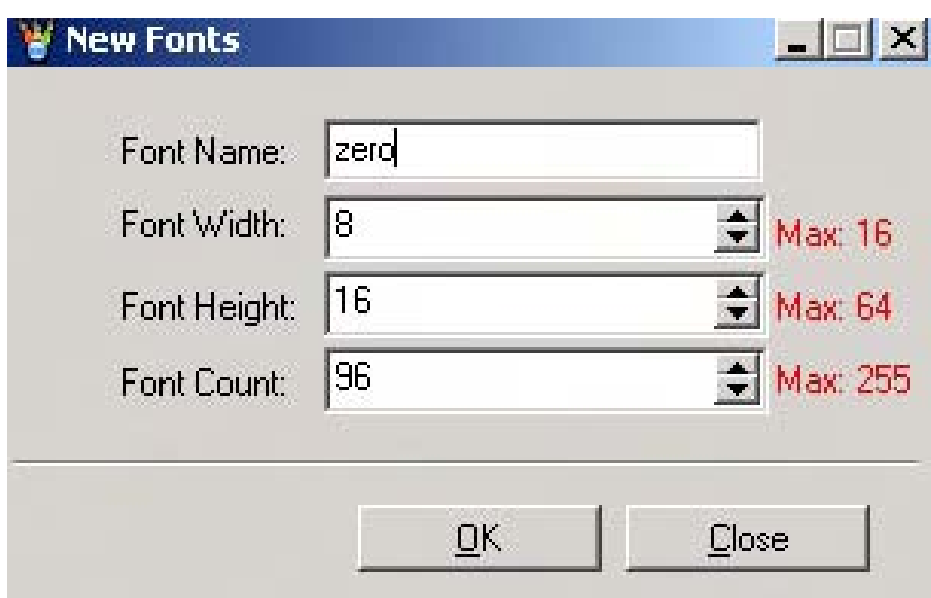 New Fonts
Font Name: zero
Font Width: 8 Max: 16
Font Height: 16 Max: 64
Font Count: 96 Max: 255
OK Close